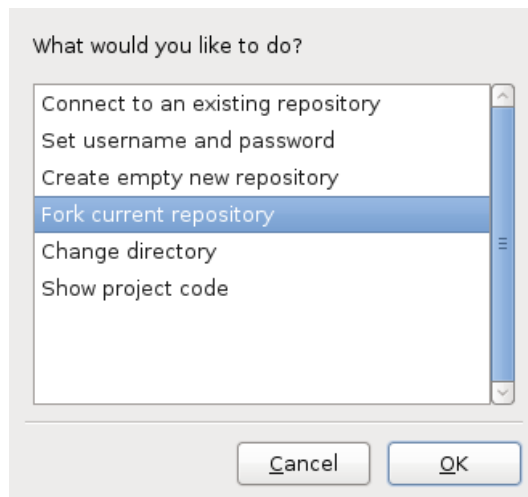 What would you like to do?
Connect to an existing repository
Set username and password
Create empty new repository
Fork current repository
Change directory
Show project code
Cancel
OK